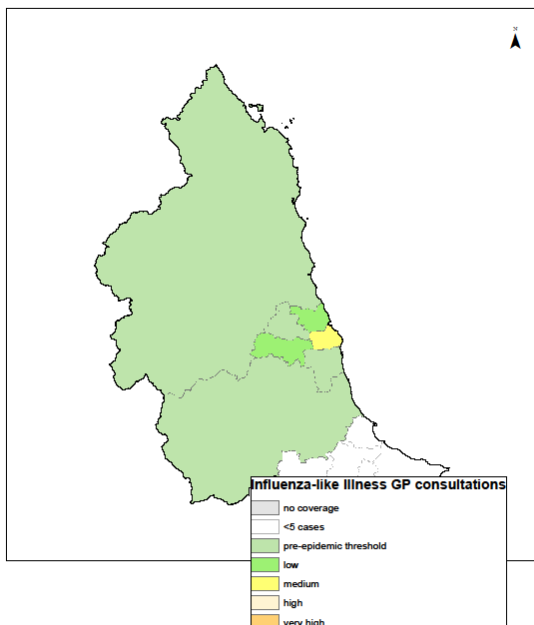 N
Influenza-like Illness GP consultations
no coverage
<5 cases
pre-epidemic threshold
low
medium
high
very high